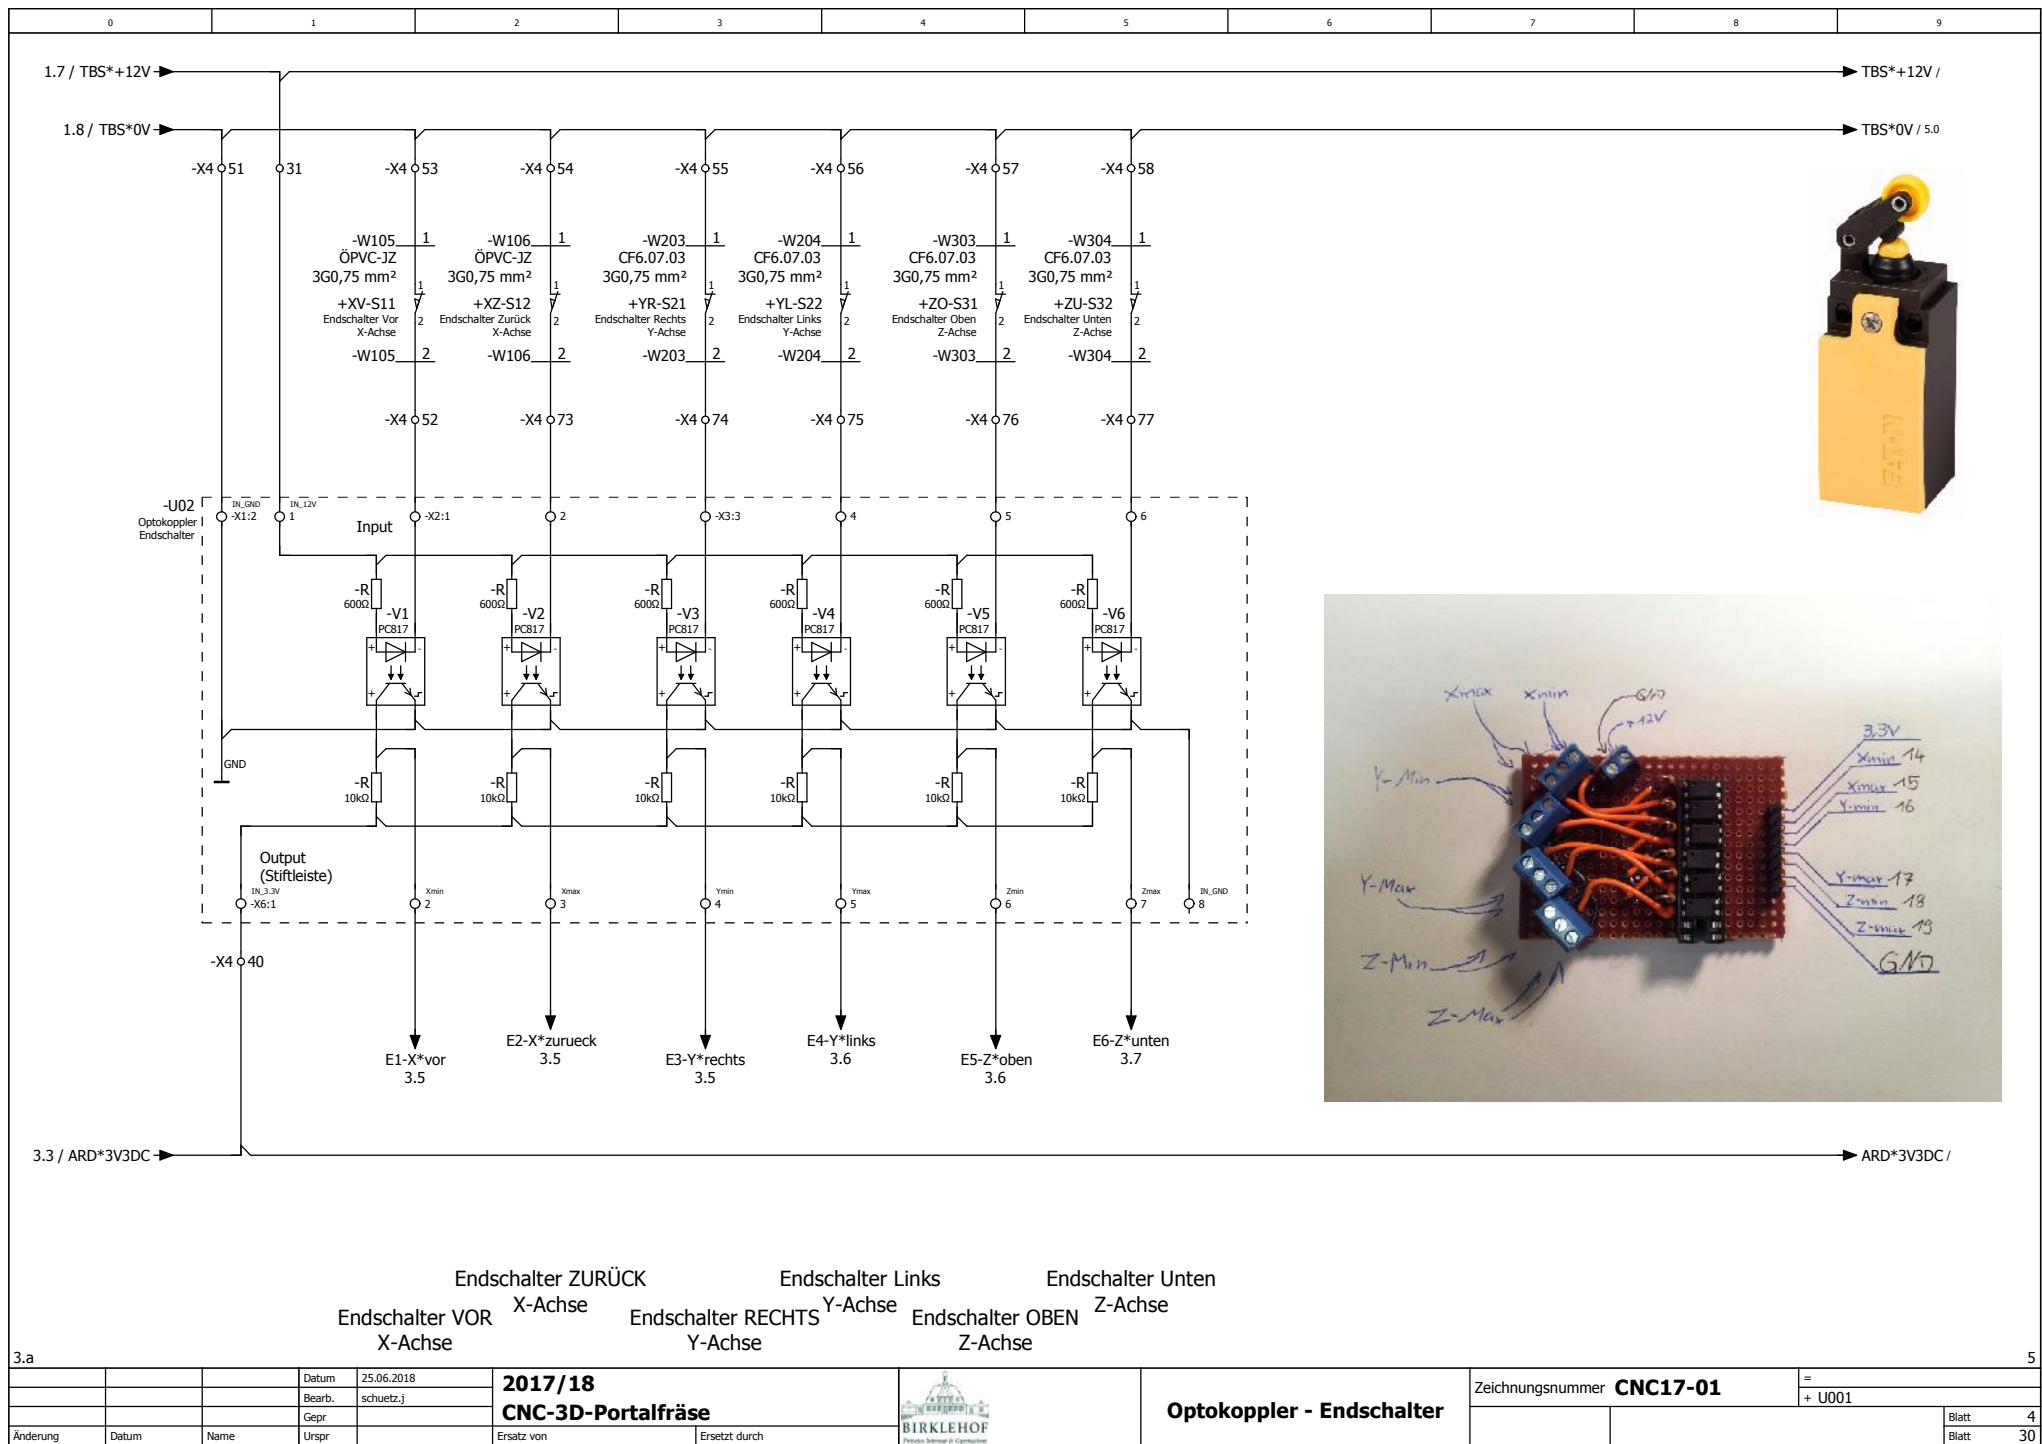 0 1 2 3 4 5 6 7 8 9
1.7 / TBS*+12V
TBS*+12V /
1.8 / TBS*0V
TBS*0V / 5.0
-X4 51 31 -X4 53 -X4 54 -X4 55 -X4 56 -X4 57 -X4 58
-W105 1 -W106 1 -W203 1 -W204 1 -W303 1 -W304 1
ÖPVC-JZ ÖPVC-JZ CF6.07.03 CF6.07.03 CF6.07.03 CF6.07.03
3G0,75 mm² 3G0,75 mm² 3G0,75 mm² 3G0,75 mm² 3G0,75 mm² 3G0,75 mm²
1 1 1 1 1 1
+XV-S11 +XZ-S12 +YR-S21 +YL-S22 +ZO-S31 +ZU-S32
Endschalter Vor 2 Endschalter Zurück 2 Endschalter Rechts 2 Endschalter Links 2 Endschalter Oben 2 Endschalter Unten 2
X-Achse X-Achse Y-Achse Y-Achse Z-Achse Z-Achse
-W105 2 -W106 2 -W203 2 -W204 2 -W303 2 -W304 2
-X4 52 -X4 73 -X4 74 -X4 75 -X4 76 -X4 77
EATON
-U02 IN_GND IN_12V
Optokoppler -X1:2 1 Input -X2:1 2 -X3:3 4 5 6
Endschalter
-R -R -R -R -R -R
600Ω 600Ω 600Ω 600Ω 600Ω 600Ω
-V1 -V2 -V3 -V4 -V5 -V6
PC817 PC817 PC817 PC817 PC817 PC817
+ - + - + - + - + - + -
+ + + + + +
GND
-R -R -R -R -R -R
10kΩ 10kΩ 10kΩ 10kΩ 10kΩ 10kΩ
Output
(Stiftleiste)
IN_3.3V Xmin Xmax Ymin Ymax Zmin Zmax IN_GND
-X6:1 2 3 4 5 6 7 8
-X4 40
E1-X*vor
3.5
E2-X*zurueck
3.5
E3-Y*rechts
3.5
E4-Y*links
3.6
E5-Z*oben
3.6
E6-Z*unten
3.7
Xmax Xmin GND
+12V
Y-Min
Y-Max
Z-Min
Z-Max
3,3V
Xmin 14
Xmax 15
Y-min 16
Y-max 17
Z-min 18
Z-max 19
GND
3.3 / ARD*3V3DC
ARD*3V3DC /
Endschalter ZURÜCK
X-Achse
Endschalter Links
Y-Achse
Endschalter Unten
Z-Achse
Endschalter VOR
X-Achse
Endschalter RECHTS
Y-Achse
Endschalter OBEN
Z-Achse
3.a
5
Datum 25.06.2018
Bearb. schuetz.j
Gepr
Änderung Datum Name Urspr
2017/18
CNC-3D-Portalfräse
Ersatz von Ersetzt durch
BIRKLEHOF
Optokoppler - Endschalter
Zeichnungsnummer CNC17-01
=
+ U001
Blatt 4
Blatt 30